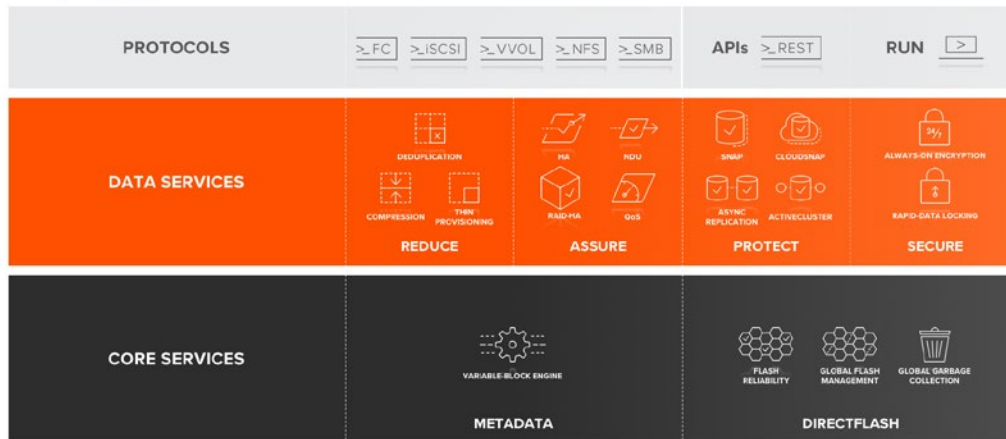 PROTOCOLS
>_FC >_iSCSI >_VVOL >_NFS >_SMB
APIs >_REST
RUN >_
DATA SERVICES
DEDUPLICATION
COMPRESSION
THIN
PROVISIONING
REDUCE
HA
NDU
RAID-HA
QoS
ASSURE
SNAP
CLOUDSNAP
ASYNC
REPLICATION
ACTIVECLUSTER
PROTECT
24/7
ALWAYS-ON ENCRYPTION
RAPID-DATA LOCKING
SECURE
CORE SERVICES
VARIABLE-BLOCK ENGINE
METADATA
FLASH
RELIABILITY
GLOBAL FLASH
MANAGEMENT
GLOBAL GARBAGE
COLLECTION
DIRECTFLASH